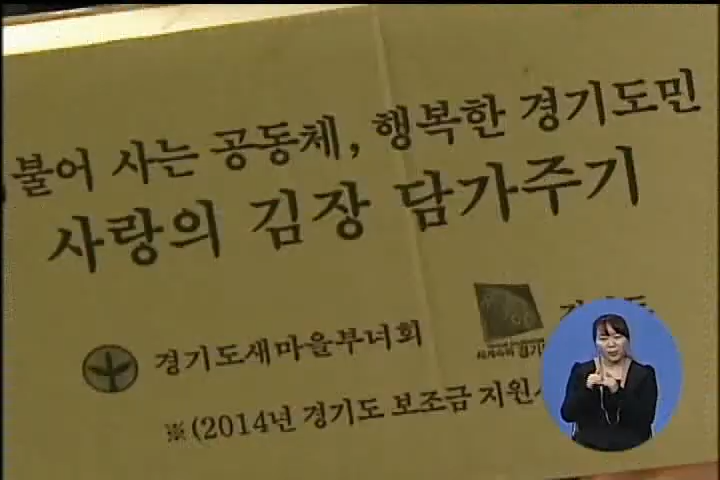 불어 사는 공동체, 행복한 경기도민
사랑의 김장 담가주기
경기도새마을부녀회
※(2014년 경기도 보조금 지원